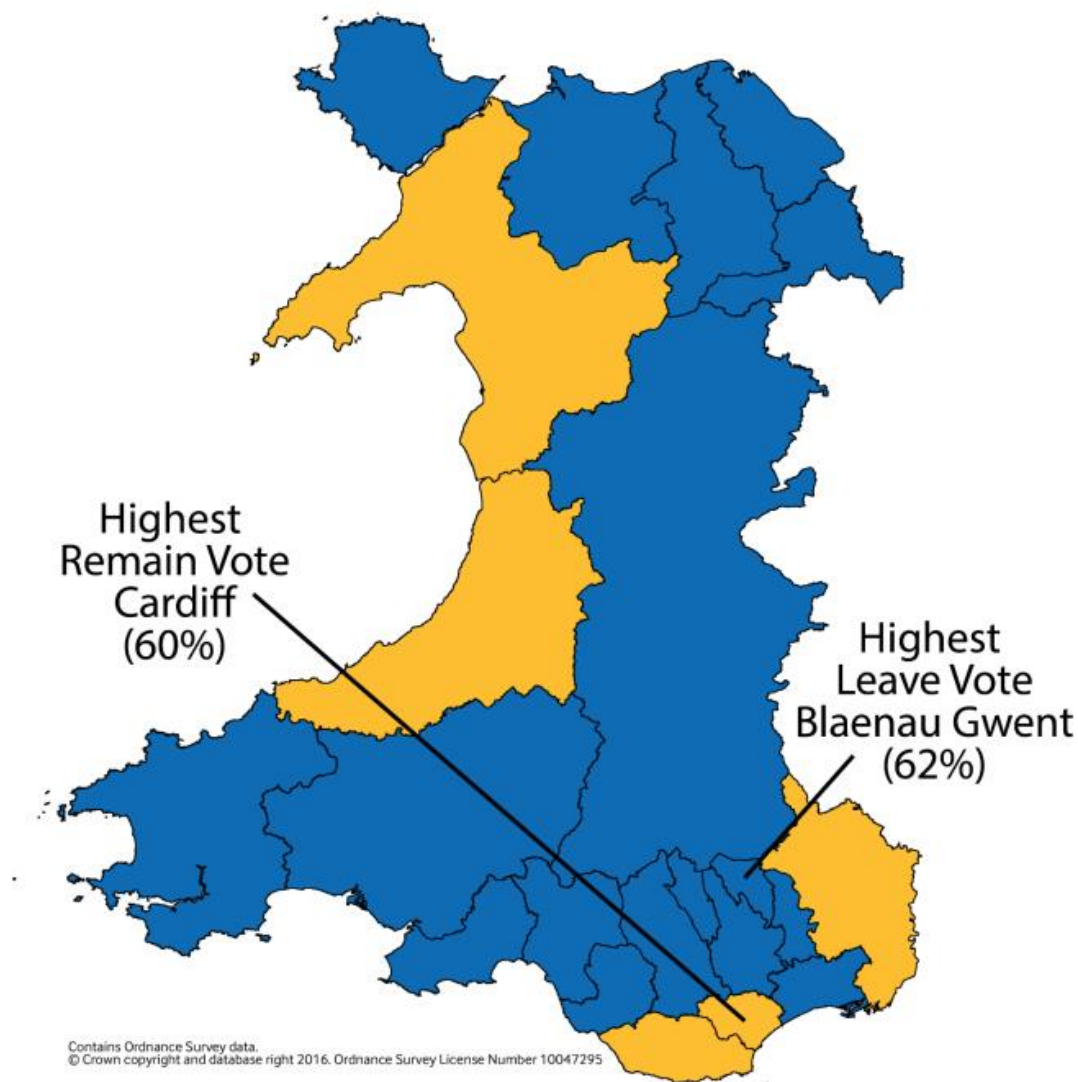 Highest
Remain Vote
Cardiff
(60%)
Highest
Leave Vote
Blaenau Gwent
(62%)
Contains Ordnance Survey data.
© Crown copyright and database right 2016. Ordnance Survey License Number 10047295